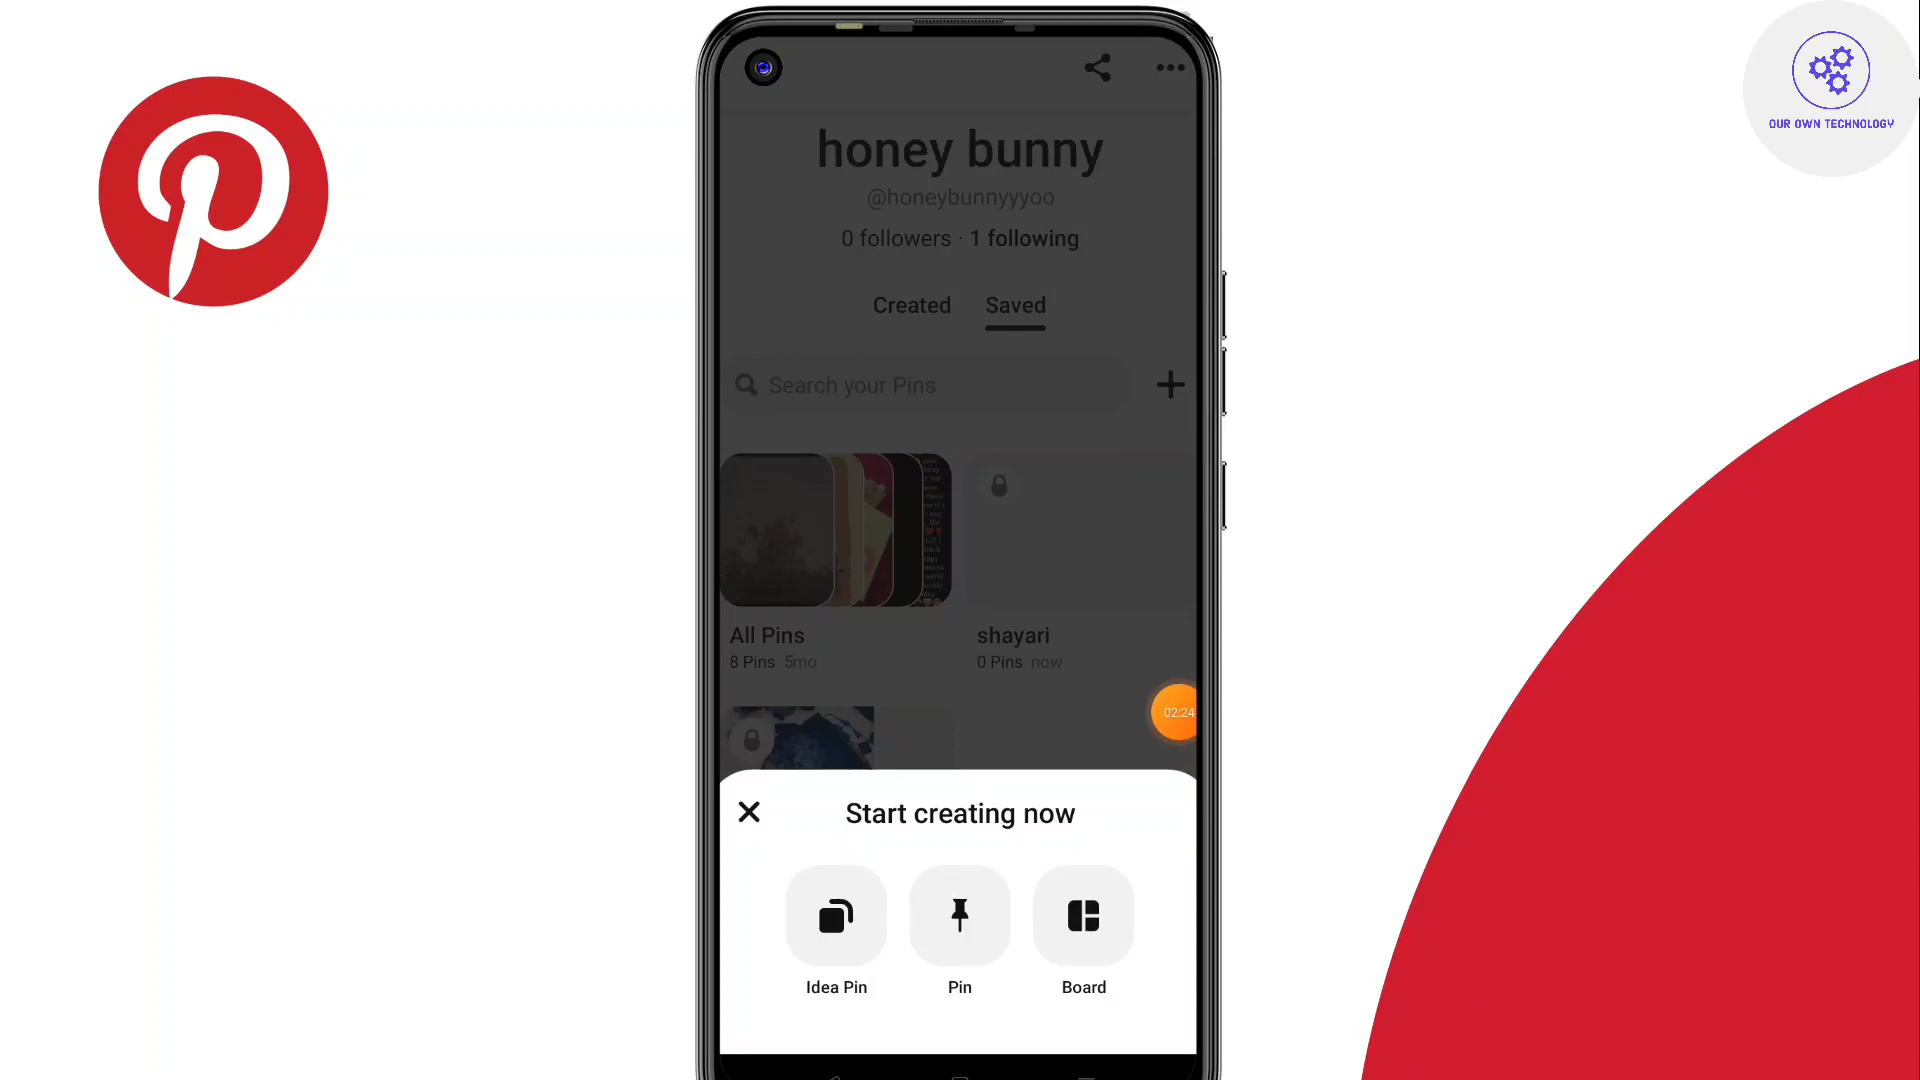 OUR OWN TECHNOLOGY
honey bunny
@honeybunnyyyoo
0 followers · 1 following
Created Saved
Search your Pins
All Pins
8 Pins 5mo
shayari
0 Pins now
02:24
Start creating now
Idea Pin
Pin
Board